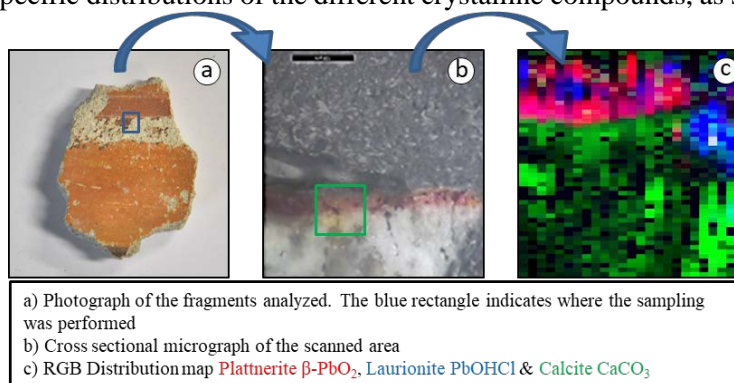 pecific distributions of the different crystalline compounds, as s
a
b
c
a) Photograph of the fragments analyzed. The blue rectangle indicates where the sampling
was performed
b) Cross sectional micrograph of the scanned area
c) RGB Distribution map Plattnerite β-PbO₂, Laurionite PbOHCl & Calcite CaCO₃